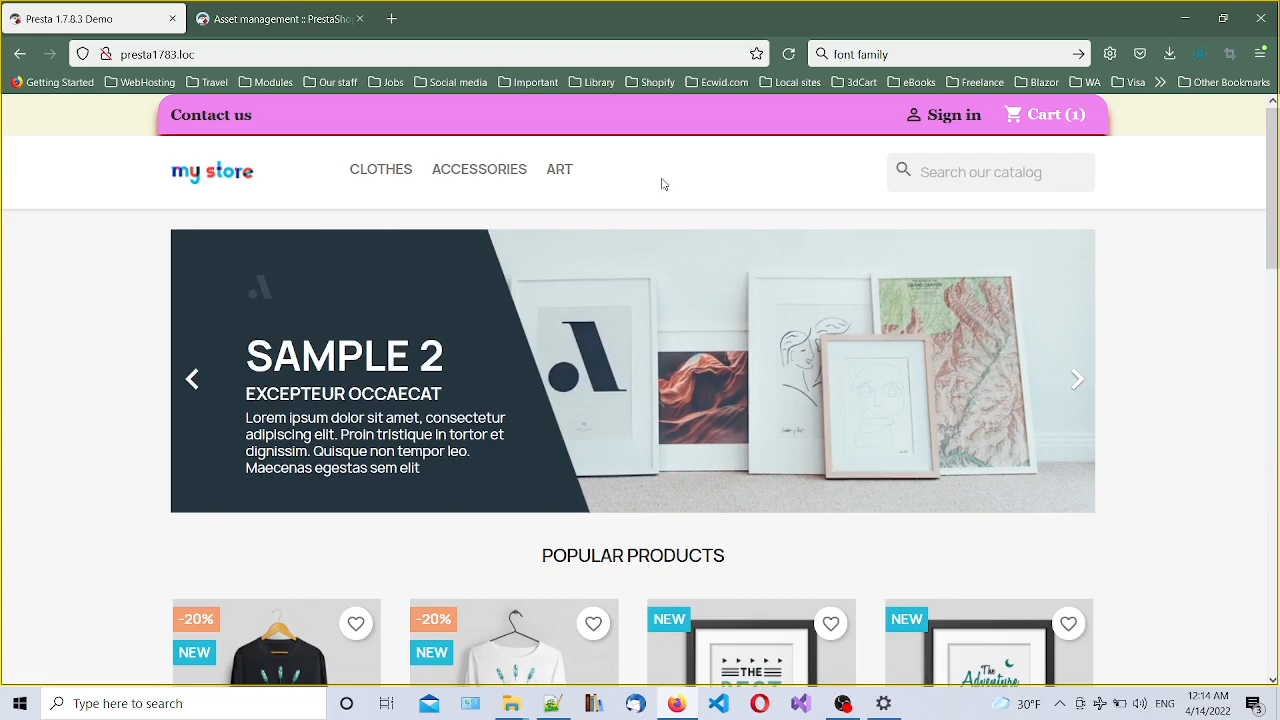 Presta 1.7.8.3 Demo
Asset management :: PrestaShop
presta1783.loc
font family
Getting Started
WebHosting
Travel
Modules
Our staff
Jobs
Social media
Important
Library
Shopify
Ecwid.com
Local sites
3dCart
eBooks
Freelance
Blazor
WA
Visa
Other Bookmarks
Contact us
Sign in
Cart (1)
my store
CLOTHES
ACCESSORIES
ART
Search our catalog
SAMPLE 2
EXCEPTEUR OCCAECAT
Lorem ipsum dolor sit amet, consectetur
adipiscing elit. Proin tristique in tortor et
dignissim. Quisque non tempor leo.
Maecenas egestas sem elit
GRAND CANYON
POPULAR PRODUCTS
-20%
NEW
-20%
NEW
NEW
THE
BEST
NEW
The
Adventure
Type here to search
30°F
ENG
12:14 AM
4/14/2022
3